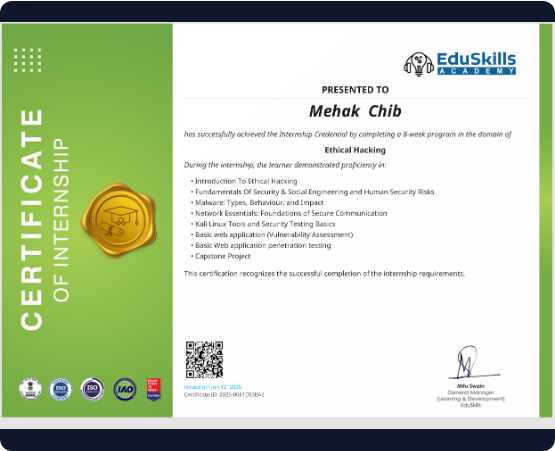 CERTIFICATE
OF INTERNSHIP
EduSkills
ACADEMY
PRESENTED TO
Mehak Chib
has successfully achieved the Internship Credential by completing a 8-week program in the domain of
Ethical Hacking
During the internship, the learner demonstrated proficiency in:
• Introduction To Ethical Hacking
• Fundamentals Of Security & Social Engineering and Human Security Risks
• Malware: Types, Behaviour, and Impact
• Network Essentials: Foundations of Secure Communication
• Kali Linux Tools and Security Testing Basics
• Basic web application (Vulnerability Assessment)
• Basic Web application penetration testing
• Capstone Project
This certification recognizes the successful completion of the internship requirements.
Issued on: Jun 12, 2026
Certificate ID:
ISO
ISO
IAO
Mitu Swain
General Manager
(Learning & Development)
EduSkills